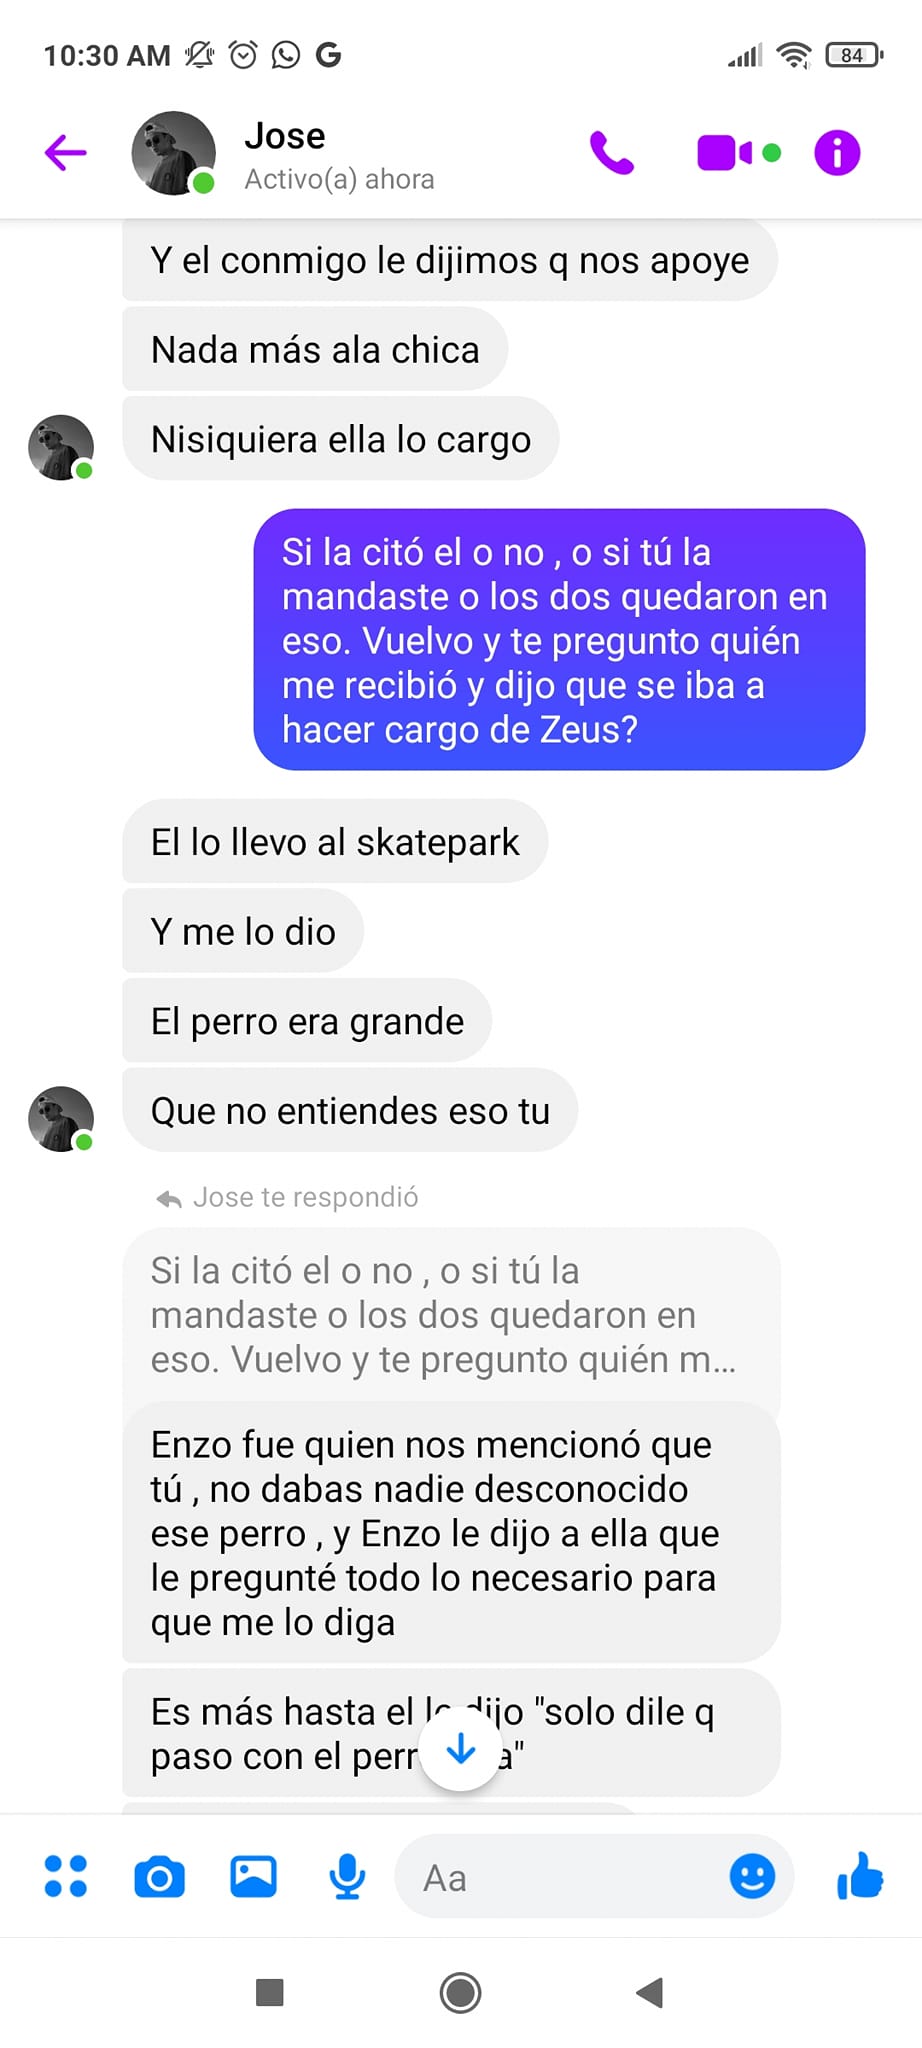 10:30 AM
84
Jose
Activo(a) ahora
Y el conmigo le dijimos q nos apoye
Nada más ala chica
Nisiquiera ella lo cargo
Si la citó el o no , o si tú la
mandaste o los dos quedaron en
eso. Vuelvo y te pregunto quién
me recibió y dijo que se iba a
hacer cargo de Zeus?
El lo llevo al skatepark
Y me lo dio
El perro era grande
Que no entiendes eso tu
Jose te respondió
Si la citó el o no , o si tú la
mandaste o los dos quedaron en
eso. Vuelvo y te pregunto quién m...
Enzo fue quien nos mencionó que
tú , no dabas nadie desconocido
ese perro , y Enzo le dijo a ella que
le pregunté todo lo necesario para
que me lo diga
Es más hasta el dijo "solo dile q
paso con el
Aa